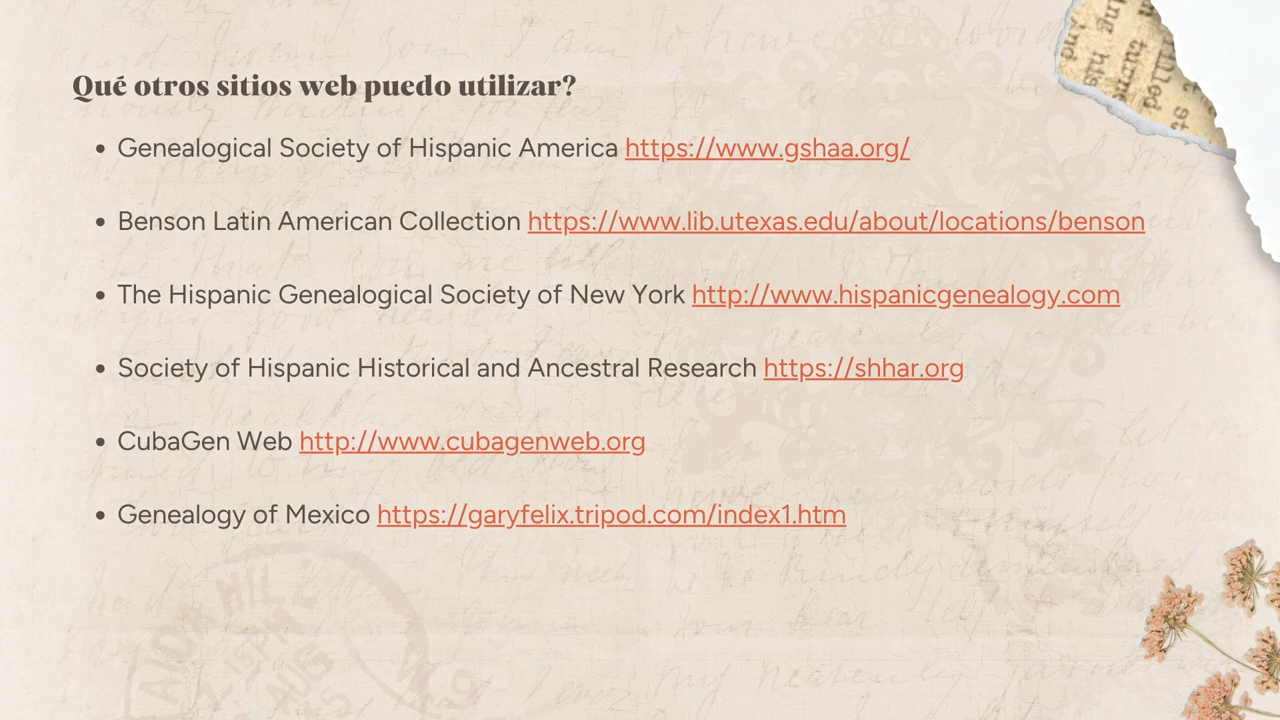 Qué otros sitios web puedo utilizar?
• Genealogical Society of Hispanic America https://www.gshaa.org/
• Benson Latin American Collection https://www.lib.utexas.edu/about/locations/benson
• The Hispanic Genealogical Society of New York http://www.hispanicgenealogy.com
• Society of Hispanic Historical and Ancestral Research https://shhar.org
• CubaGen Web http://www.cubagenweb.org
• Genealogy of Mexico https://garyfelix.tripod.com/index1.htm